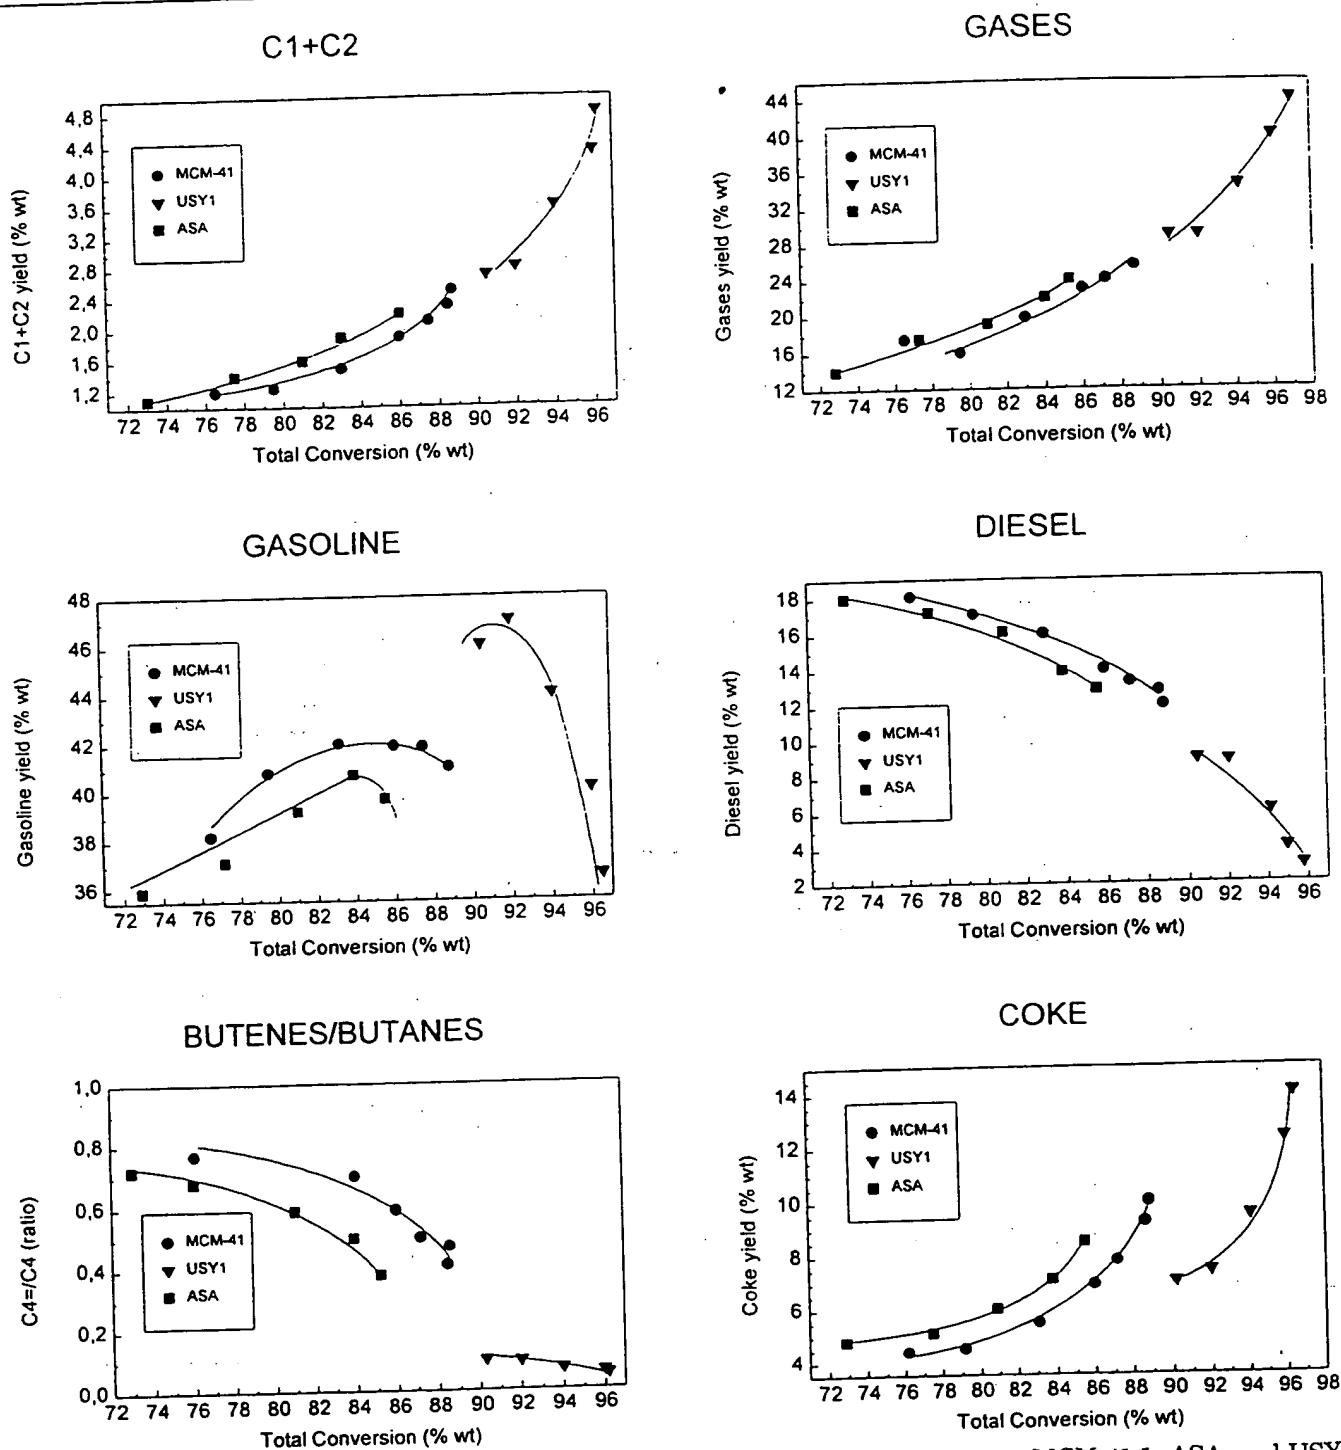 C1+C2
4,8
4,4
4,0
3,6
3,2
2,8
2,4
2,0
1,6
1,2
C1+C2 yield (% wt)
MCM-41
USY1
ASA
72 74 76 78 80 82 84 86 88 90 92 94 96
Total Conversion (% wt)
GASES
44
40
36
32
28
24
20
16
12
Gases yield (% wt)
MCM-41
USY1
ASA
72 74 76 78 80 82 84 86 88 90 92 94 96 98
Total Conversion (% wt)
GASOLINE
48
46
44
42
40
38
36
Gasoline yield (% wt)
MCM-41
USY1
ASA
72 74 76 78 80 82 84 86 88 90 92 94 96
Total Conversion (% wt)
DIESEL
18
16
14
12
10
8
6
4
2
Diesel yield (% wt)
MCM-41
USY1
ASA
72 74 76 78 80 82 84 86 88 90 92 94 96
Total Conversion (% wt)
BUTENES/BUTANES
1,0
0,8
0,6
0,4
0,2
0,0
C4=/C4 (ratio)
MCM-41
USY1
ASA
72 74 76 78 80 82 84 86 88 90 92 94 96
Total Conversion (% wt)
COKE
14
12
10
8
6
4
Coke yield (% wt)
MCM-41
USY1
ASA
72 74 76 78 80 82 84 86 88 90 92 94 96 98
Total Conversion (% wt)